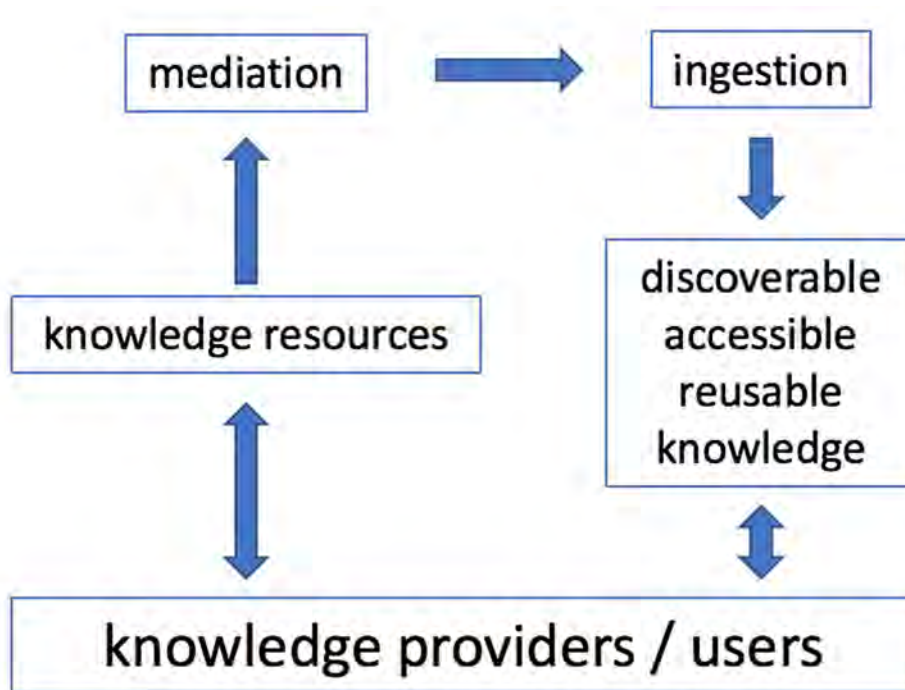 mediation
ingestion
knowledge resources
discoverable
accessible
reusable
knowledge
knowledge providers / users